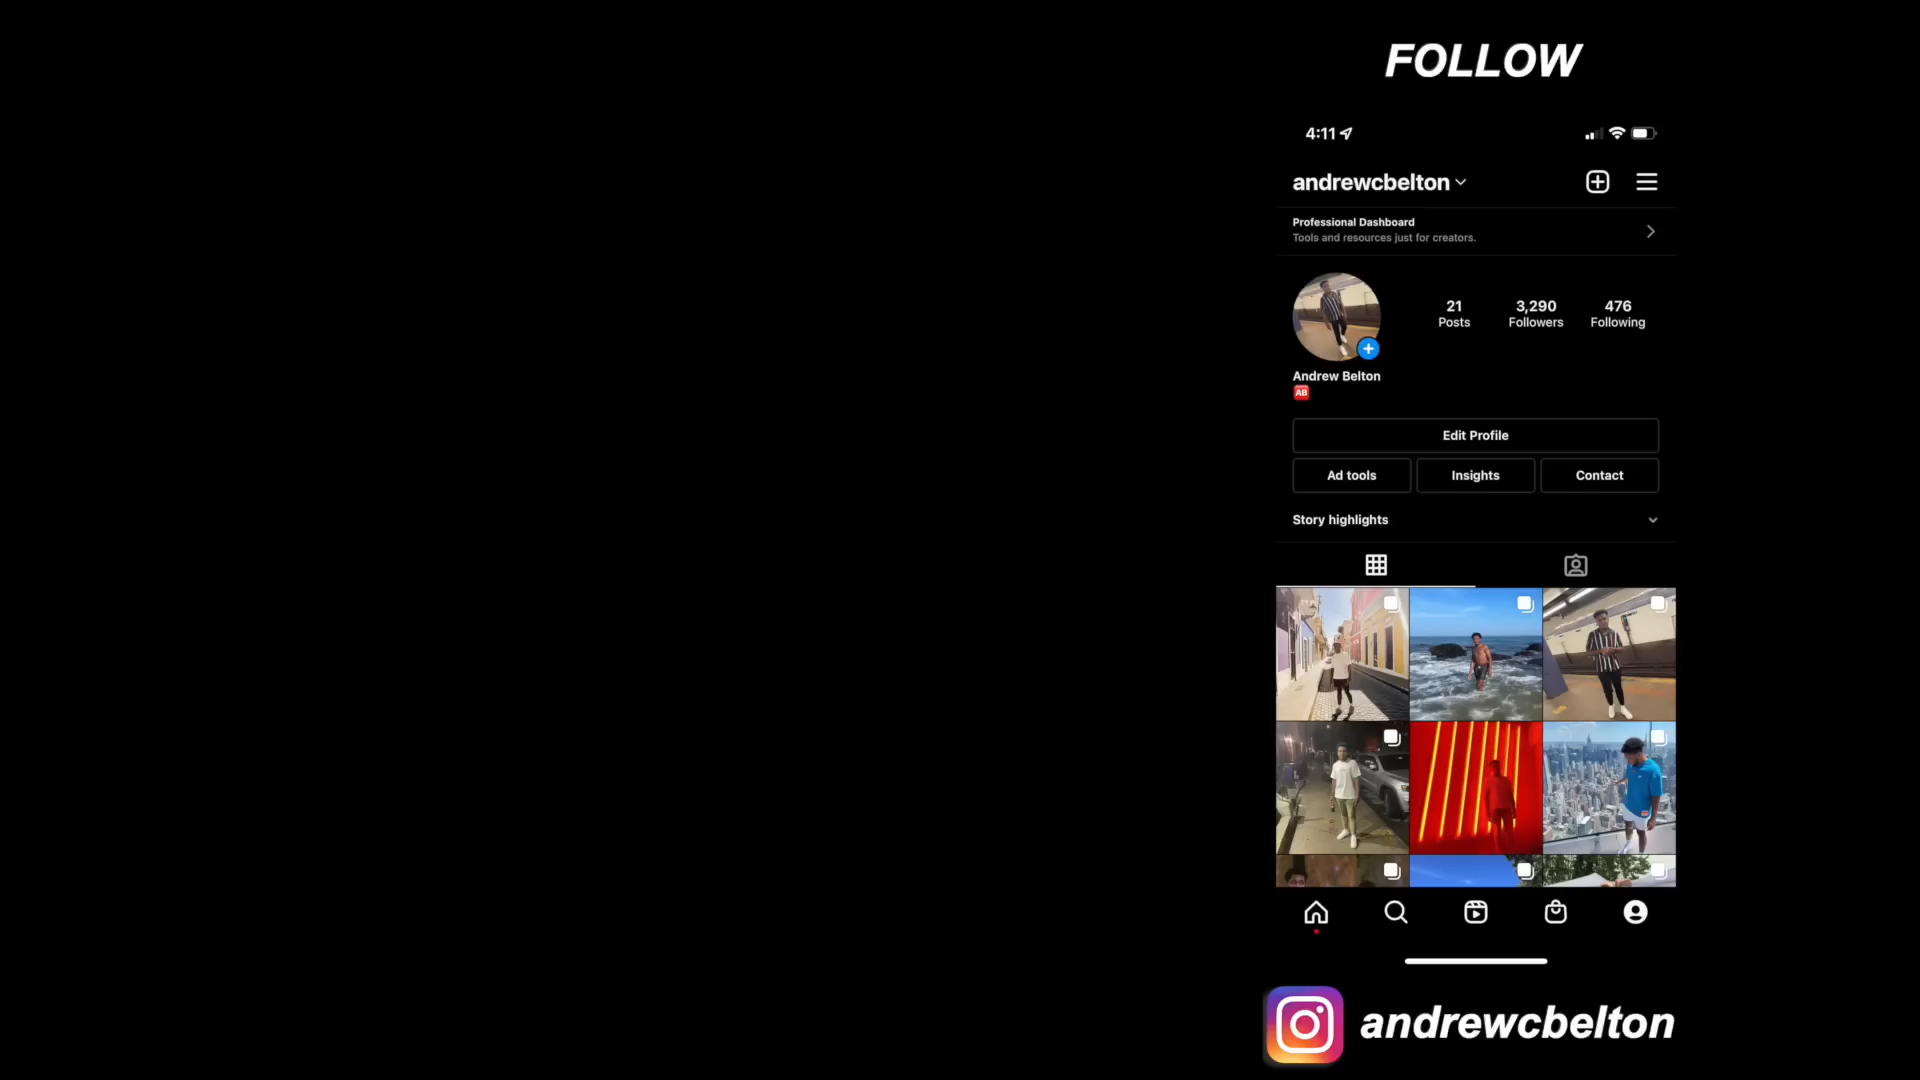 FOLLOW
4:11
andrewcbelton
Professional Dashboard
Tools and resources just for creators.
21 3,290 476
Posts Followers Following
Andrew Belton
AB
Edit Profile
Ad tools Insights Contact
Story highlights
andrewcbelton